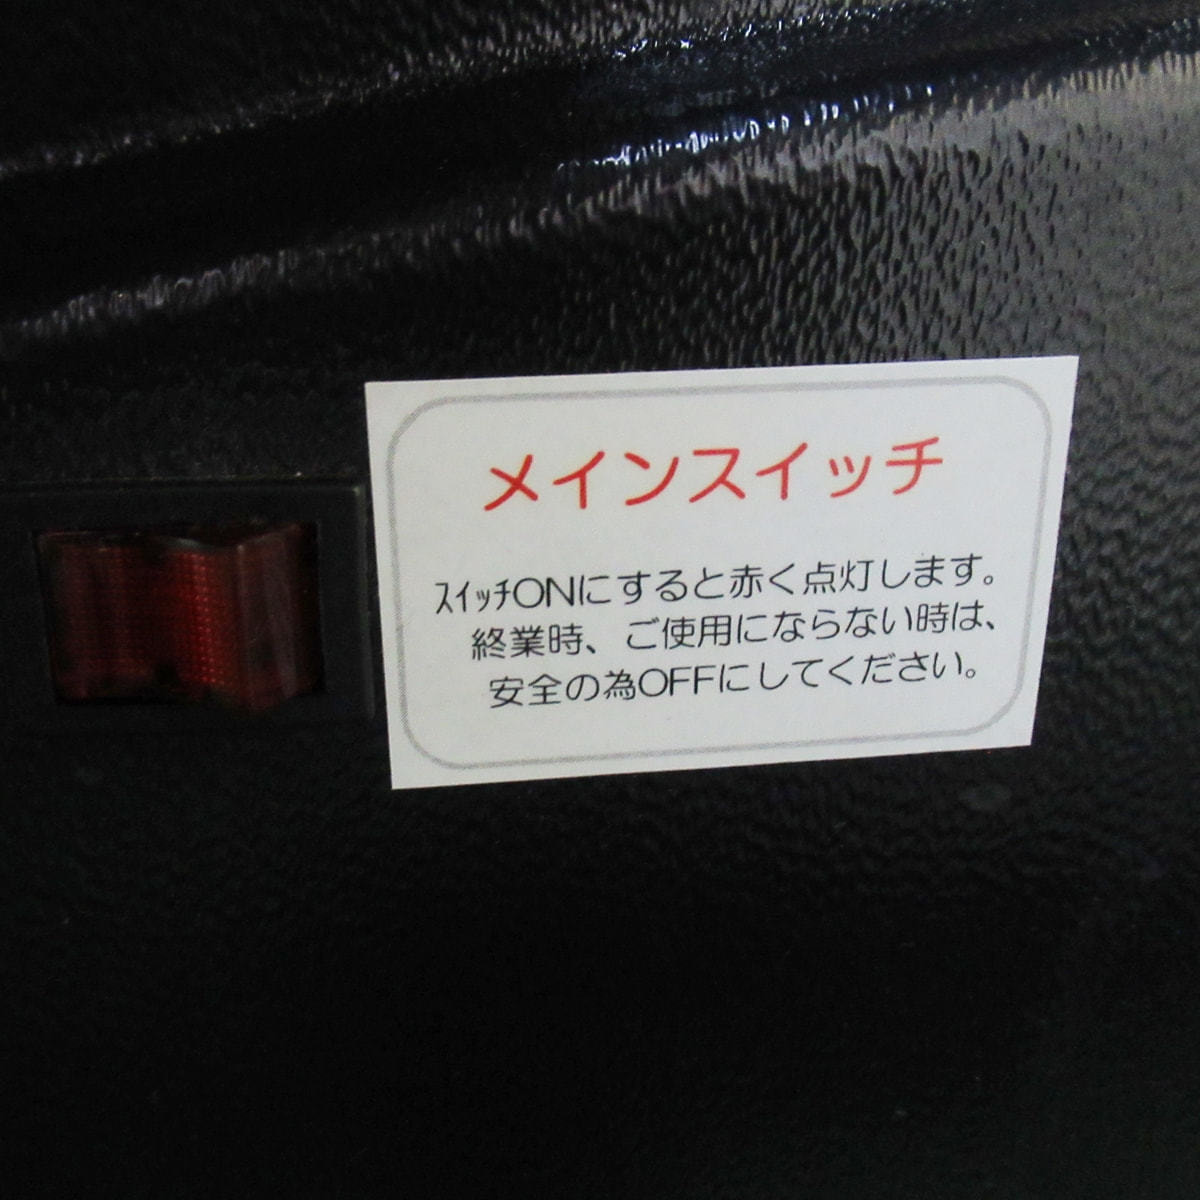 メインスイッチ
ｽｲｯﾁONにすると赤く点灯します。
終業時、ご使用にならない時は、
安全の為OFFにしてください。